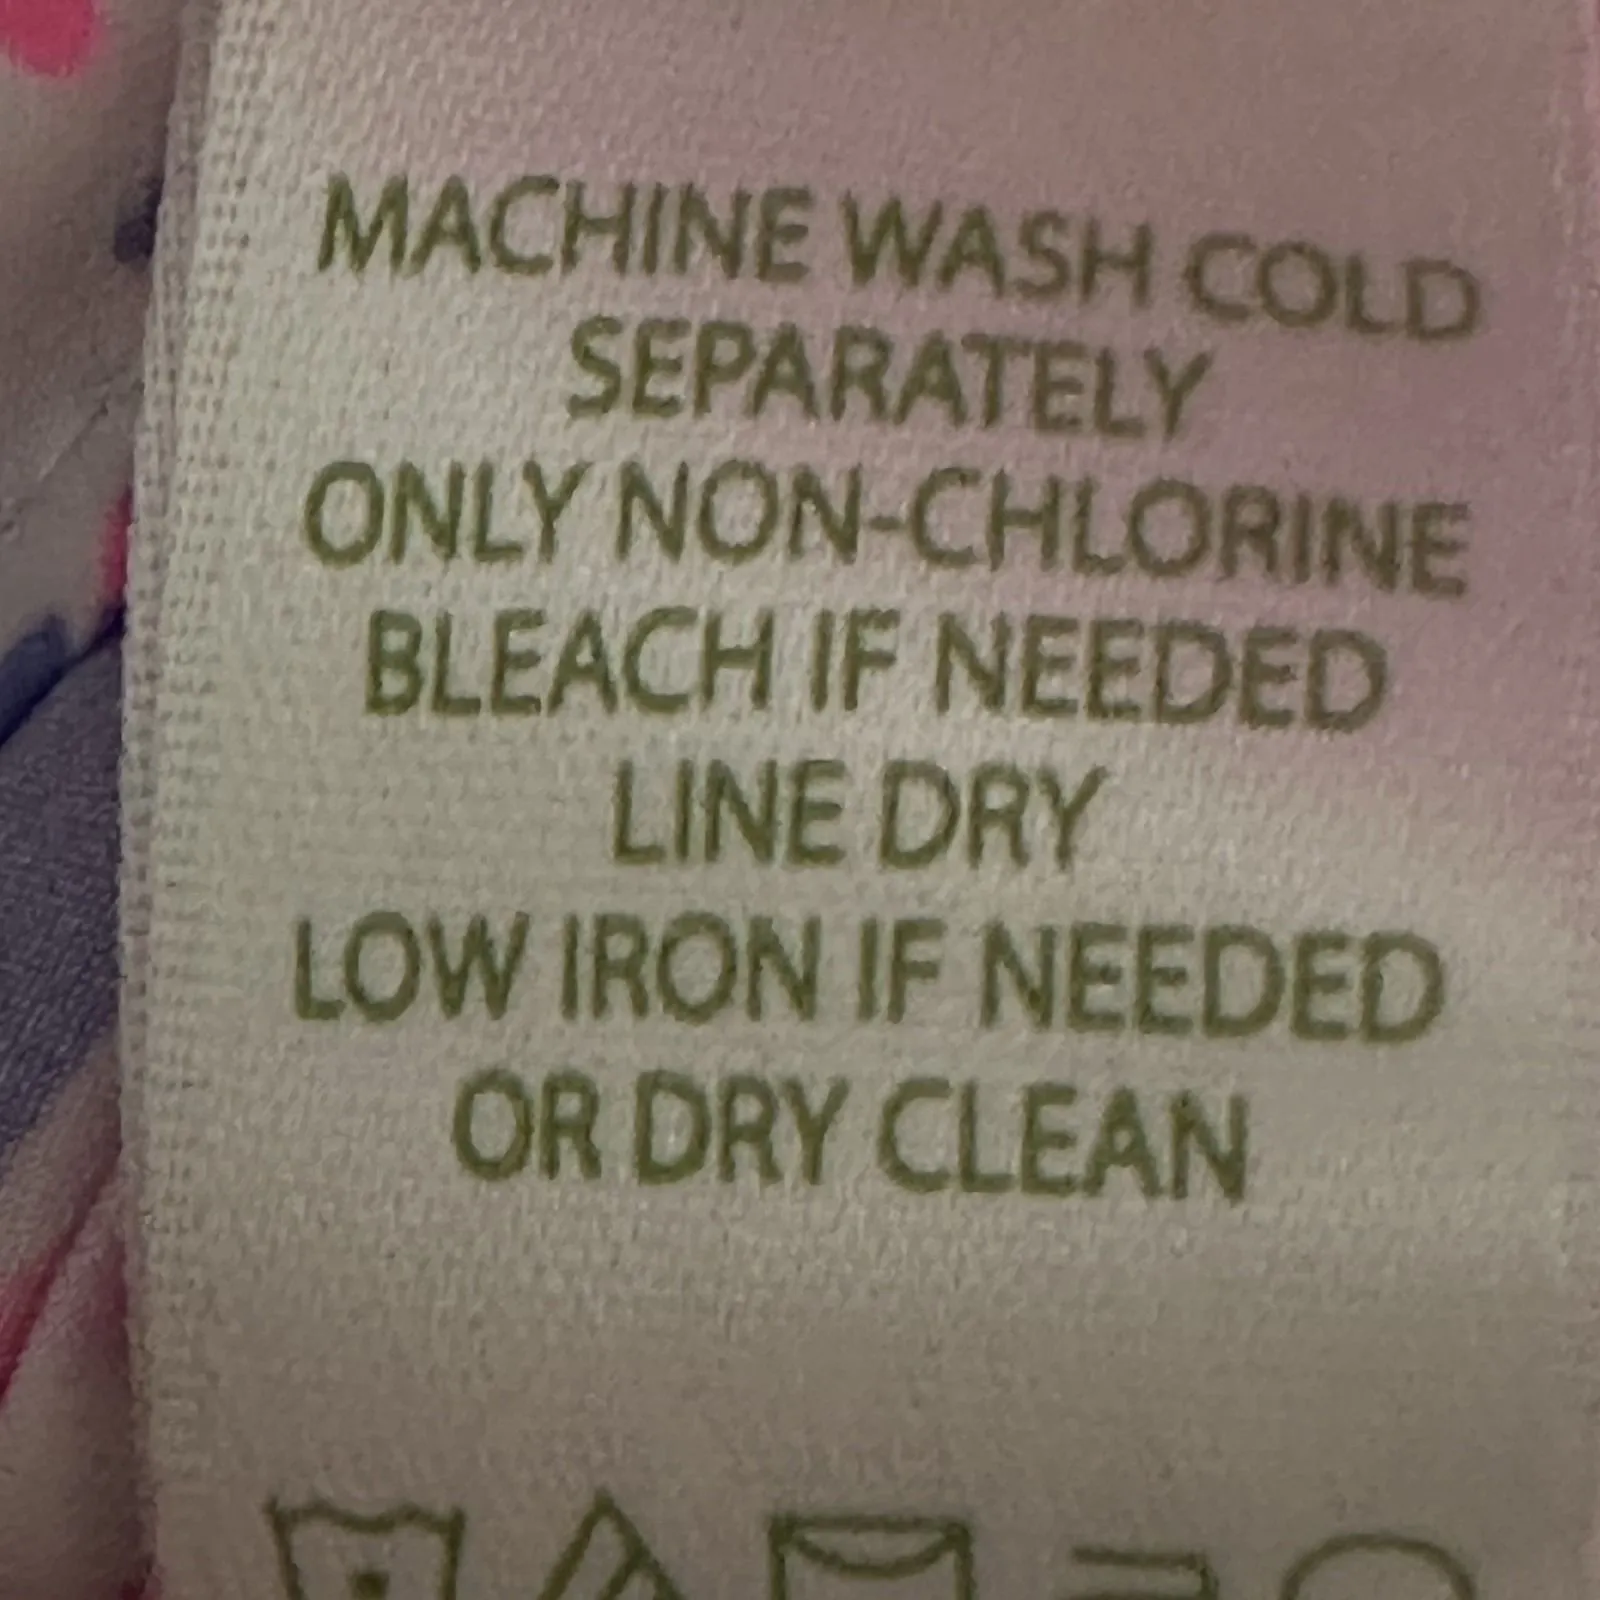 MACHINE WASH COLD
SEPARATELY
ONLY NON-CHLORINE
BLEACH IF NEEDED
LINE DRY
LOW IRON IF NEEDED
OR DRY CLEAN